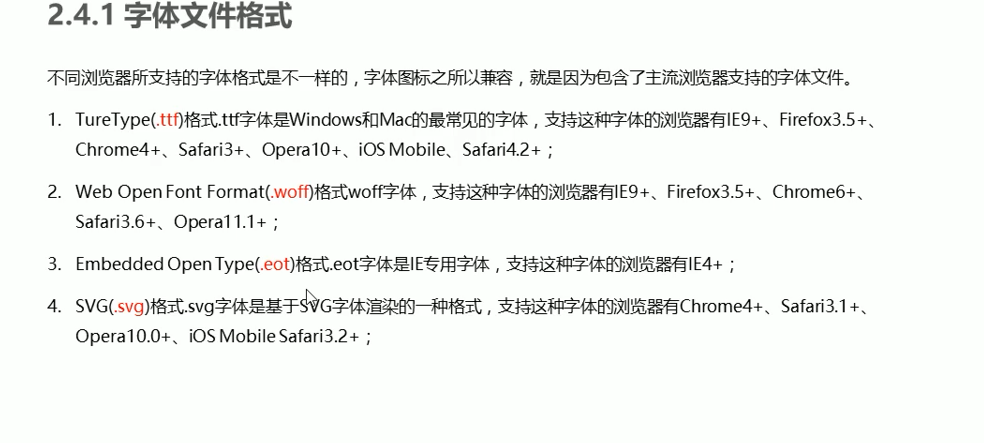 2.4.1 字体文件格式
不同浏览器所支持的字体格式是不一样的，字体图标之所以兼容，就是因为包含了主流浏览器支持的字体文件。
1. TureType(.ttf)格式.ttf字体是Windows和Mac的最常见的字体，支持这种字体的浏览器有IE9+、Firefox3.5+、
Chrome4+、Safari3+、Opera10+、iOS Mobile、Safari4.2+；
2. Web Open Font Format(.woff)格式woff字体，支持这种字体的浏览器有IE9+、Firefox3.5+、Chrome6+、
Safari3.6+、Opera11.1+；
3. Embedded Open Type(.eot)格式.eot字体是IE专用字体，支持这种字体的浏览器有IE4+；
4. SVG(.svg)格式.svg字体是基于SVG字体渲染的一种格式，支持这种字体的浏览器有Chrome4+、Safari3.1+、
Opera10.0+、iOS Mobile Safari3.2+；